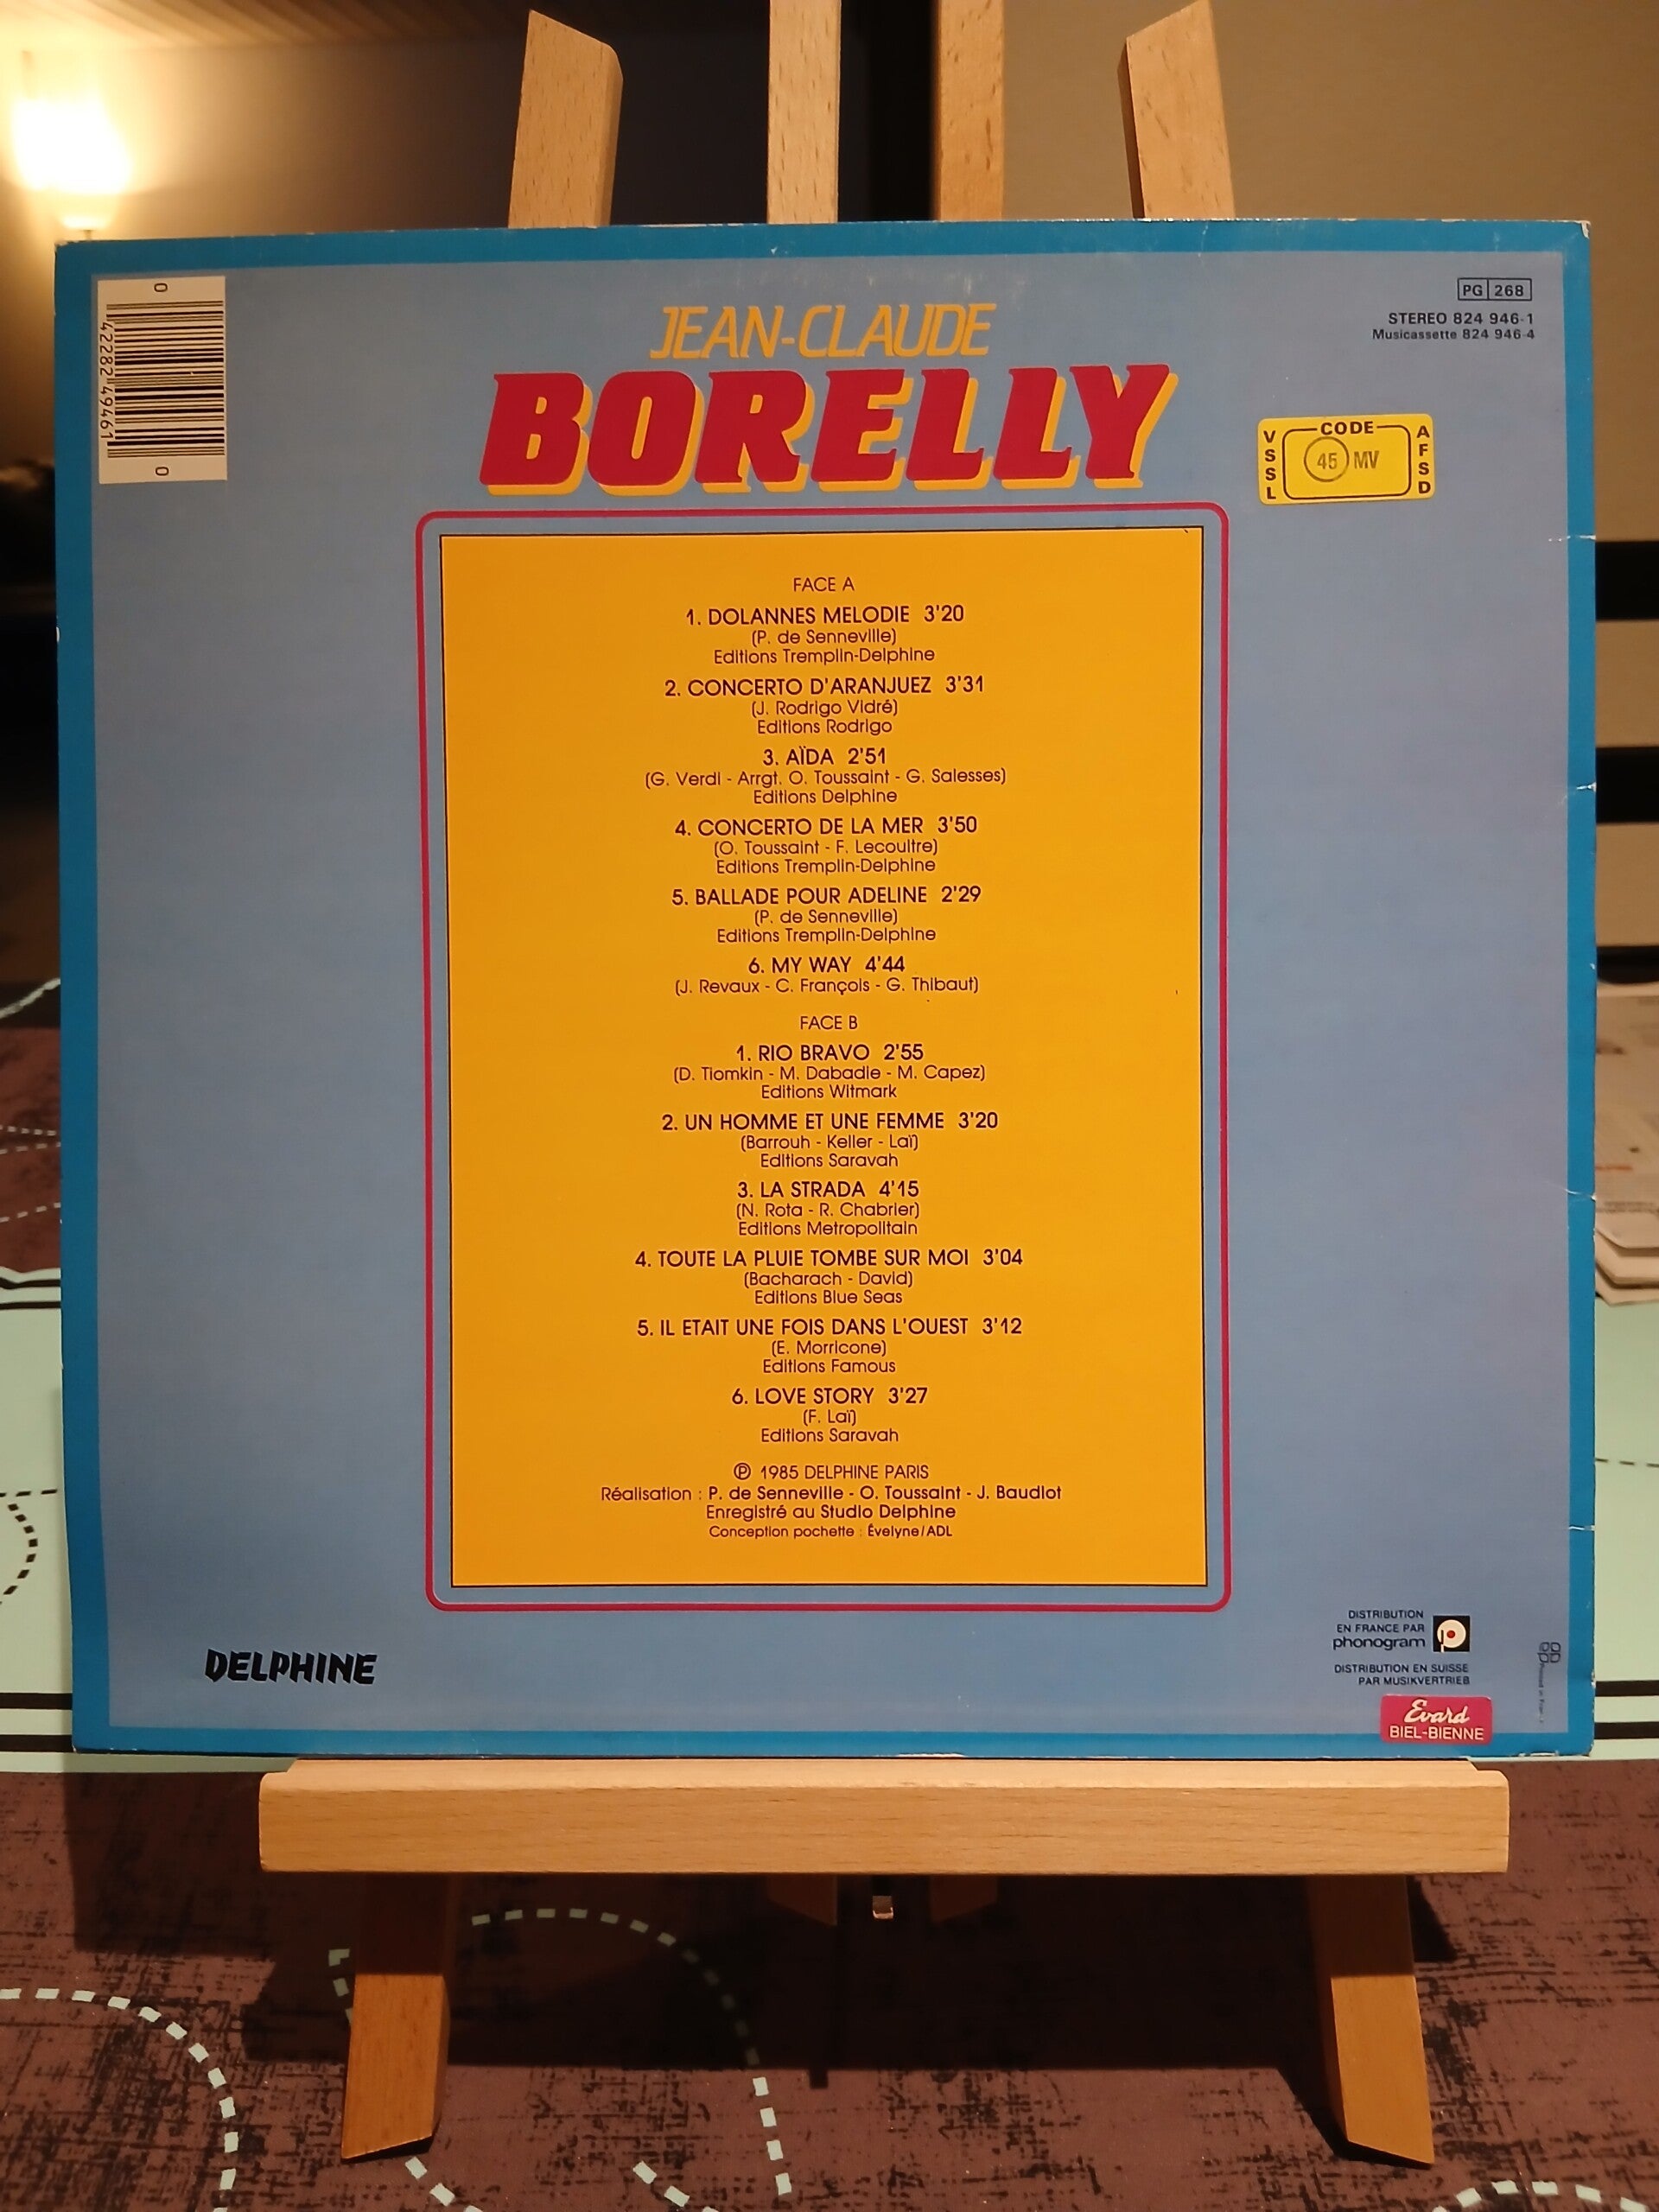 0 42282 49461 0
PG 268
STEREO 824 946-1
Musicassette 824 946-4
JEAN-CLAUDE
BORELLY
VSSL
CODE
45 MV
AFSD
FACE A
1. DOLANNES MELODIE 3'20
(P. de Senneville)
Editions Tremplin-Delphine
2. CONCERTO D'ARANJUEZ 3'31
(J. Rodrigo Vidré)
Editions Rodrigo
3. AÏDA 2'51
(G. Verdi - Arrgt. O. Toussaint - G. Salesses)
Editions Delphine
4. CONCERTO DE LA MER 3'50
(O. Toussaint - F. Lecoultre)
Editions Tremplin-Delphine
5. BALLADE POUR ADELINE 2'29
(P. de Senneville)
Editions Tremplin-Delphine
6. MY WAY 4'44
(J. Revaux - C. François - G. Thibaut)
FACE B
1. RIO BRAVO 2'55
(D. Tiomkin - M. Dabadie - M. Capez)
Editions Witmark
2. UN HOMME ET UNE FEMME 3'20
(Barrouh - Keller - Laï)
Editions Saravah
3. LA STRADA 4'15
(N. Rota - R. Chabrier)
Editions Metropolitain
4. TOUTE LA PLUIE TOMBE SUR MOI 3'04
(Bacharach - David)
Editions Blue Seas
5. IL ETAIT UNE FOIS DANS L'OUEST 3'12
(E. Morricone)
Editions Famous
6. LOVE STORY 3'27
(F. Laï)
Editions Saravah
℗ 1985 DELPHINE PARIS
Réalisation : P. de Senneville - O. Toussaint - J. Baudlot
Enregistré au Studio Delphine
Conception pochette : Évelyne/ADL
DELPHINE
DISTRIBUTION
EN FRANCE PAR
phonogram
DISTRIBUTION EN SUISSE
PAR MUSIKVERTRIEB
Evard
BIEL-BIENNE